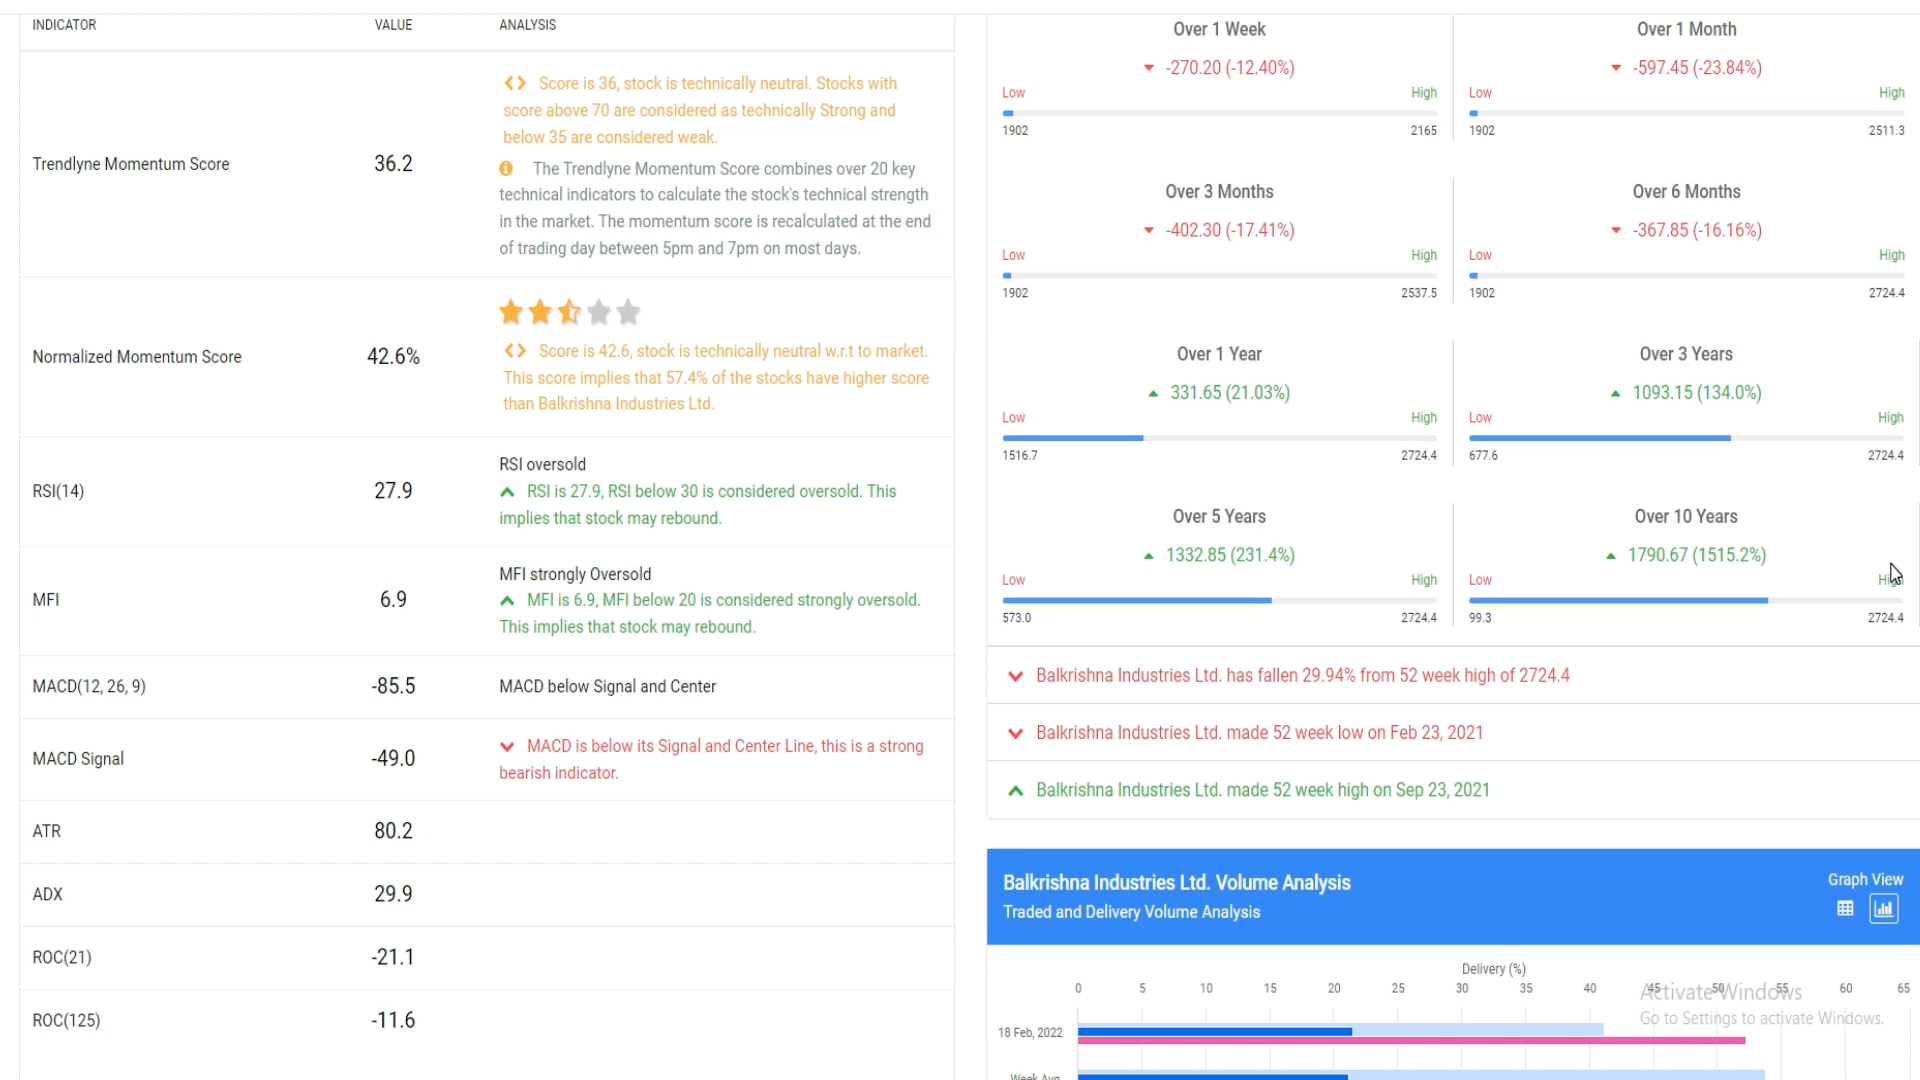 INDICATOR VALUE ANALYSIS
Trendlyne Momentum Score 36.2
Score is 36, stock is technically neutral. Stocks with
score above 70 are considered as technically Strong and
below 35 are considered weak.
The Trendlyne Momentum Score combines over 20 key
technical indicators to calculate the stock's technical strength
in the market. The momentum score is recalculated at the end
of trading day between 5pm and 7pm on most days.
Normalized Momentum Score 42.6%
Score is 42.6, stock is technically neutral w.r.t to market.
This score implies that 57.4% of the stocks have higher score
than Balkrishna Industries Ltd.
RSI(14) 27.9
RSI oversold
RSI is 27.9, RSI below 30 is considered oversold. This
implies that stock may rebound.
MFI 6.9
MFI strongly Oversold
MFI is 6.9, MFI below 20 is considered strongly oversold.
This implies that stock may rebound.
MACD(12, 26, 9) -85.5 MACD below Signal and Center
MACD Signal -49.0
MACD is below its Signal and Center Line, this is a strong
bearish indicator.
ATR 80.2
ADX 29.9
ROC(21) -21.1
ROC(125) -11.6
Over 1 Week
-270.20 (-12.40%)
Low High
1902 2165
Over 1 Month
-597.45 (-23.84%)
Low High
1902 2511.3
Over 3 Months
-402.30 (-17.41%)
Low High
1902 2537.5
Over 6 Months
-367.85 (-16.16%)
Low High
1902 2724.4
Over 1 Year
331.65 (21.03%)
Low High
1516.7 2724.4
Over 3 Years
1093.15 (134.0%)
Low High
677.6 2724.4
Over 5 Years
1332.85 (231.4%)
Low High
573.0 2724.4
Over 10 Years
1790.67 (1515.2%)
Low High
99.3 2724.4
Balkrishna Industries Ltd. has fallen 29.94% from 52 week high of 2724.4
Balkrishna Industries Ltd. made 52 week low on Feb 23, 2021
Balkrishna Industries Ltd. made 52 week high on Sep 23, 2021
Balkrishna Industries Ltd. Volume Analysis
Traded and Delivery Volume Analysis
Graph View
Delivery (%)
0 5 10 15 20 25 30 35 40 45 50 55 60 65
18 Feb, 2022
Week Avg
Activate Windows
Go to Settings to activate Windows.